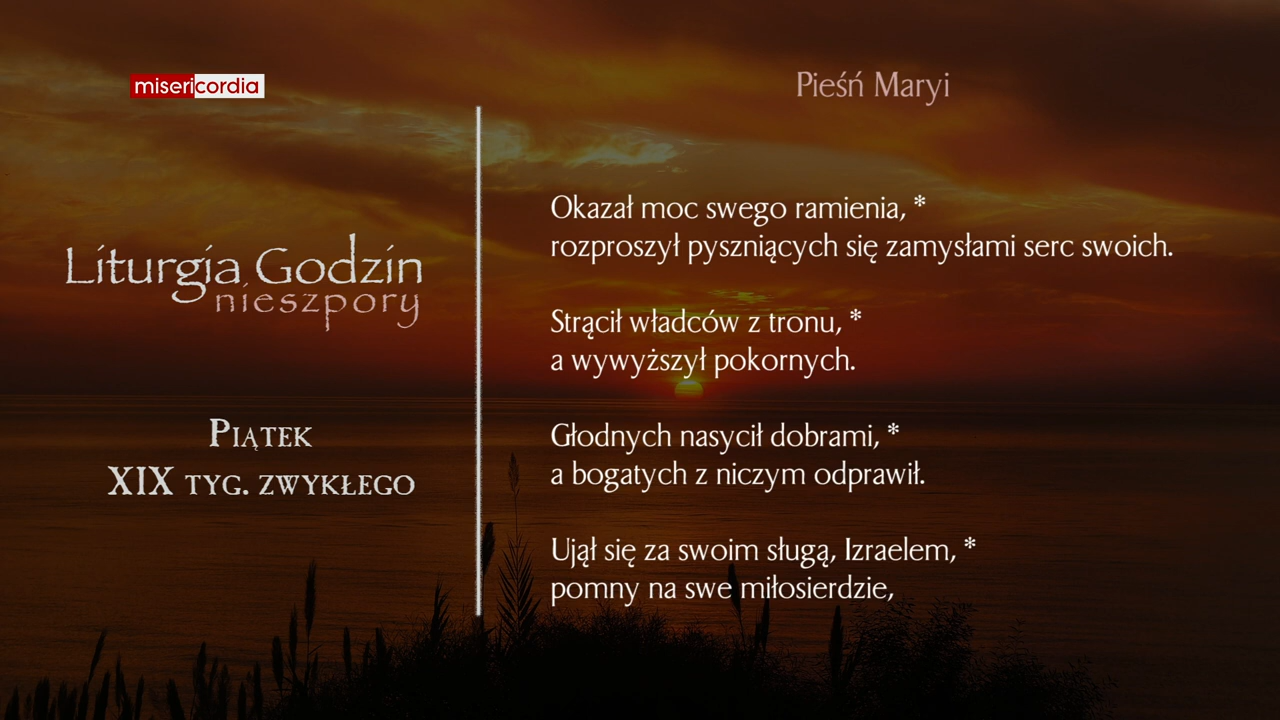 misericordia
Liturgia Godzin
nieszpory
Piątek
XIX tyg. zwykłego
Pieśń Maryi
Okazał moc swego ramienia, *
rozproszył pyszniących się zamysłami serc swoich.
Strącił władców z tronu, *
a wywyższył pokornych.
Głodnych nasycił dobrami, *
a bogatych z niczym odprawił.
Ujął się za swoim sługą, Izraelem, *
pomny na swe miłosierdzie,